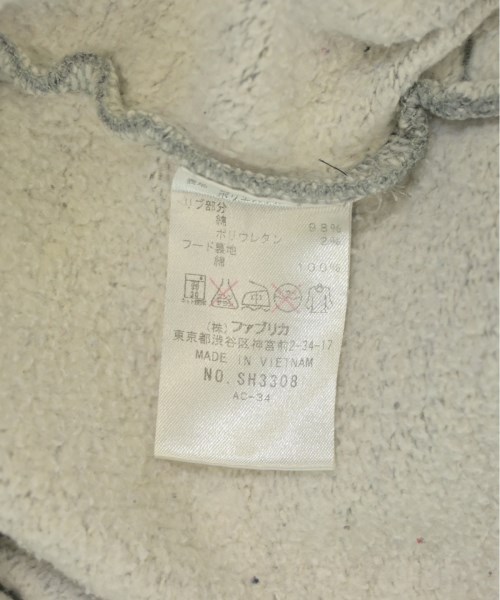 リブ部分
綿 98%
ポリウレタン 2%
フード裏地
綿 100%
(株)ファブリカ
東京都渋谷区神宮前2-34-17
MADE IN VIETNAM
NO. SH3308
AC-34